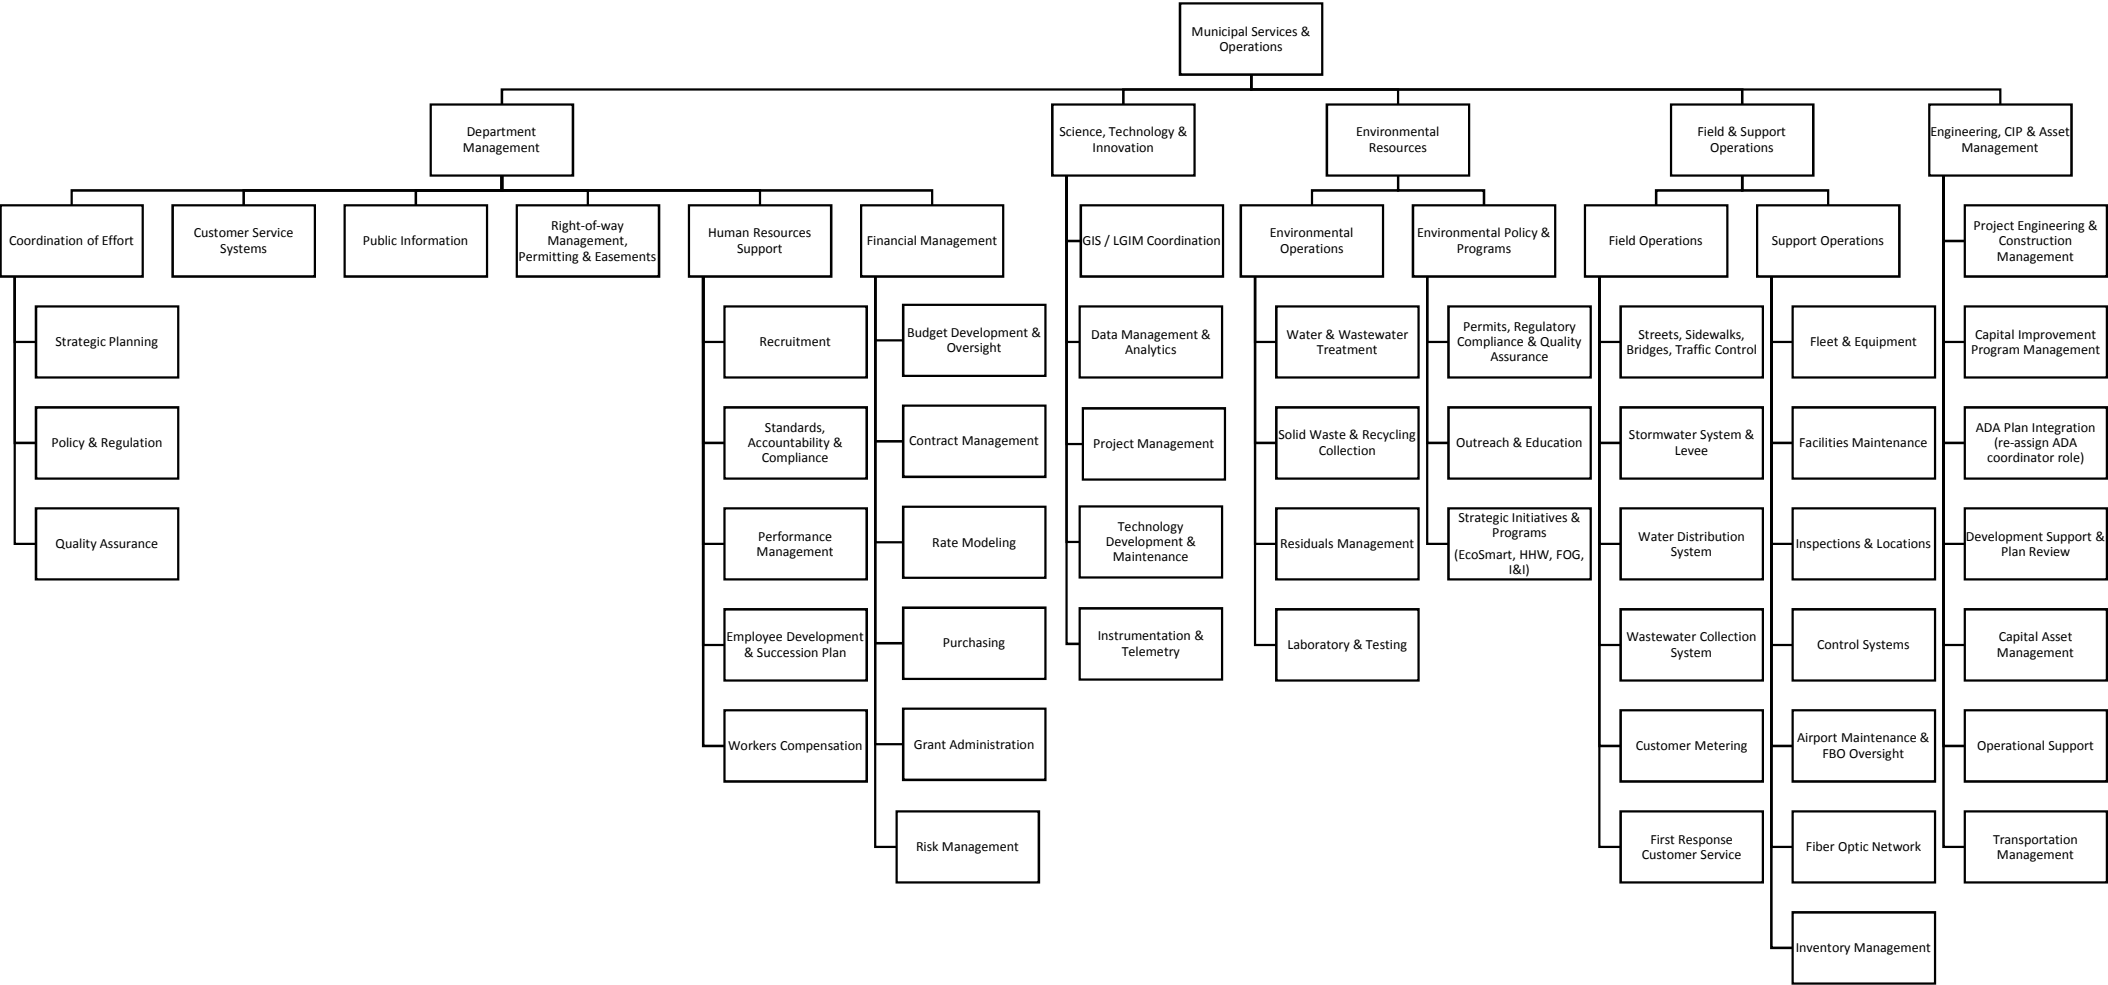 Municipal Services &
Operations
Department
Management
Science, Technology &
Innovation
Environmental
Resources
Field & Support
Operations
Engineering, CIP & Asset
Management
Coordination of Effort
Customer Service
Systems
Public Information
Right-of-way
Management,
Permitting & Easements
Human Resources
Support
Financial Management
GIS / LGIM Coordination
Environmental
Operations
Environmental Policy &
Programs
Field Operations
Support Operations
Project Engineering &
Construction
Management
Strategic Planning
Recruitment
Budget Development &
Oversight
Data Management &
Analytics
Water & Wastewater
Treatment
Permits, Regulatory
Compliance & Quality
Assurance
Streets, Sidewalks,
Bridges, Traffic Control
Fleet & Equipment
Capital Improvement
Program Management
Policy & Regulation
Standards,
Accountability &
Compliance
Contract Management
Project Management
Solid Waste & Recycling
Collection
Outreach & Education
Stormwater System &
Levee
Facilities Maintenance
ADA Plan Integration
(re-assign ADA
coordinator role)
Quality Assurance
Performance
Management
Rate Modeling
Technology
Development &
Maintenance
Residuals Management
Strategic Initiatives &
Programs
(EcoSmart, HHW, FOG,
I&I)
Water Distribution
System
Inspections & Locations
Development Support &
Plan Review
Employee Development
& Succession Plan
Purchasing
Instrumentation &
Telemetry
Laboratory & Testing
Wastewater Collection
System
Control Systems
Capital Asset
Management
Workers Compensation
Grant Administration
Customer Metering
Airport Maintenance &
FBO Oversight
Operational Support
Risk Management
First Response
Customer Service
Fiber Optic Network
Transportation
Management
Inventory Management